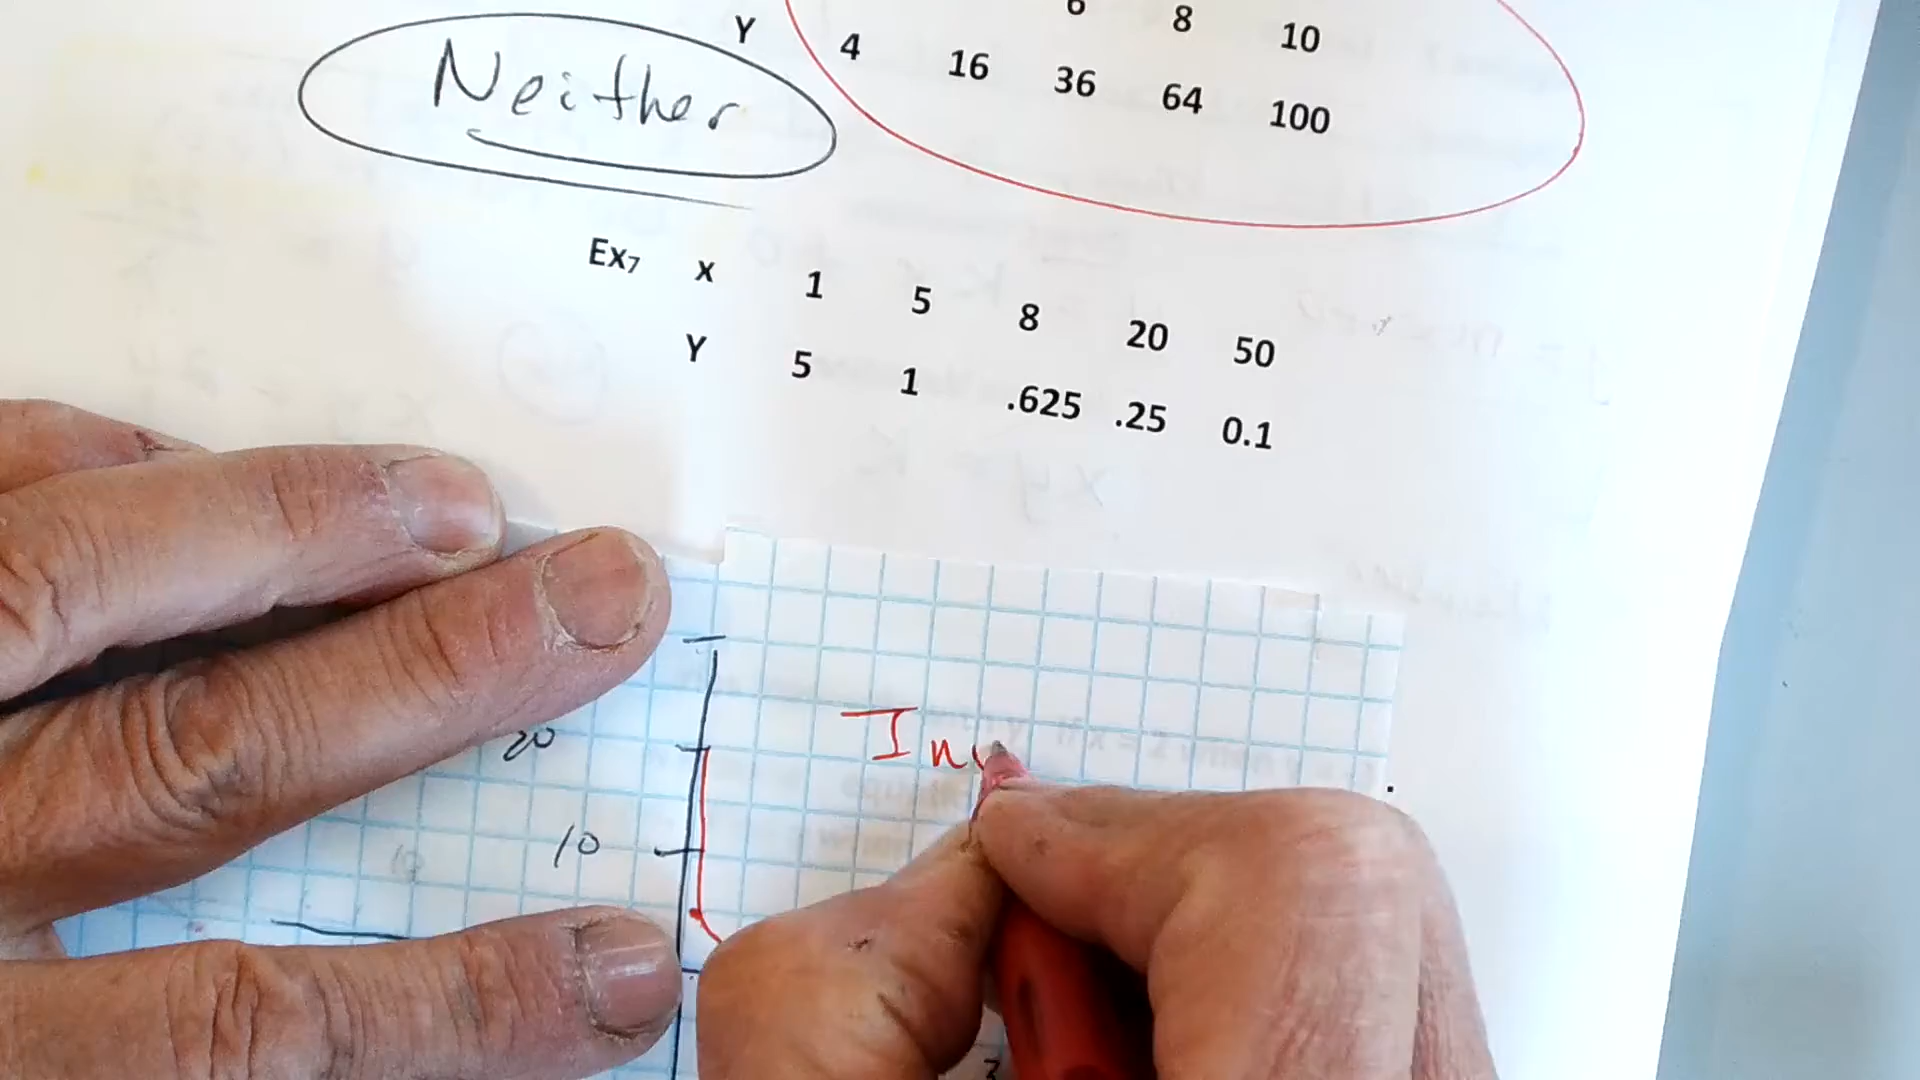 6 8 10
Y 4 16 36 64 100
Neither
Ex7 x 1 5 8 20 50
Y 5 1 .625 .25 0.1
20
Inv
10